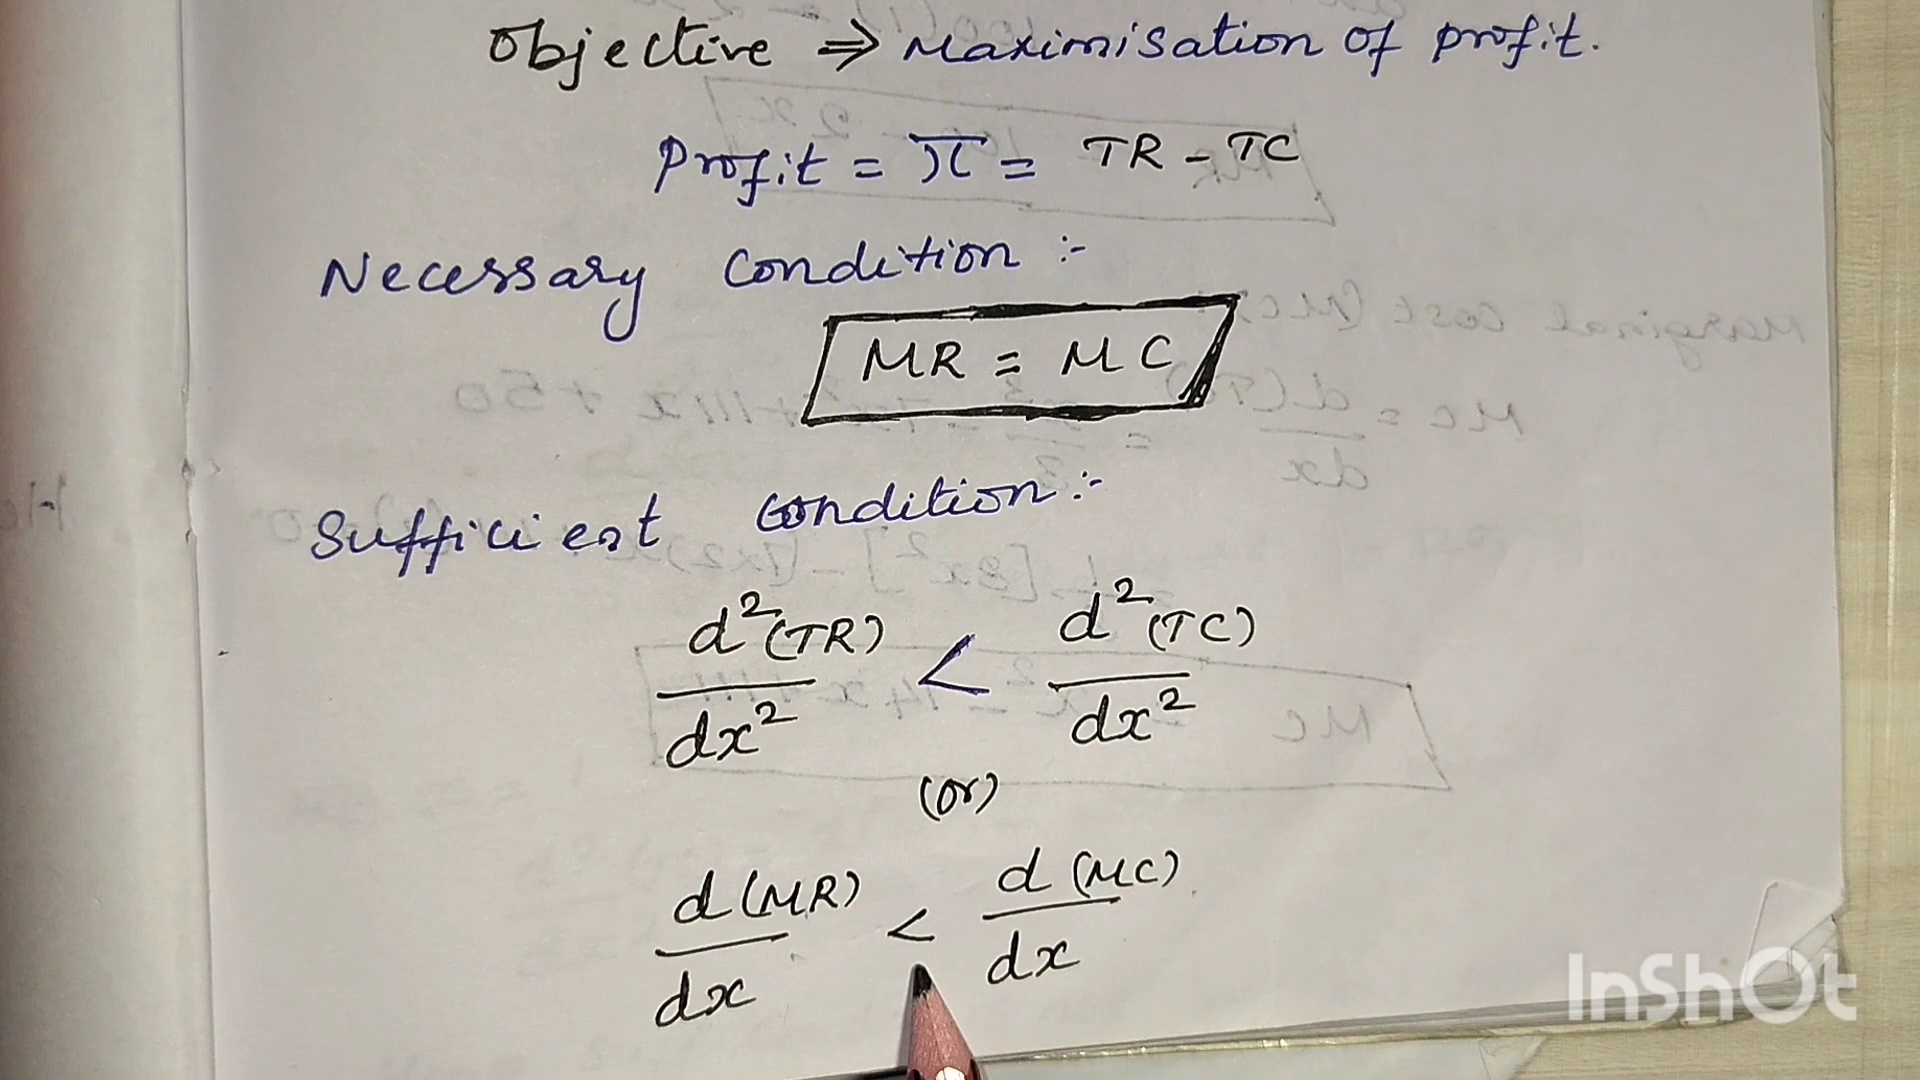 Objective ⇒ Maximisation of profit.
Profit = π = TR - TC
Necessary Condition :-
MR = MC
Sufficient Condition :-
d²(TR)/dx² < d²(TC)/dx²
(or)
d(MR)/dx < d(MC)/dx
InShOt